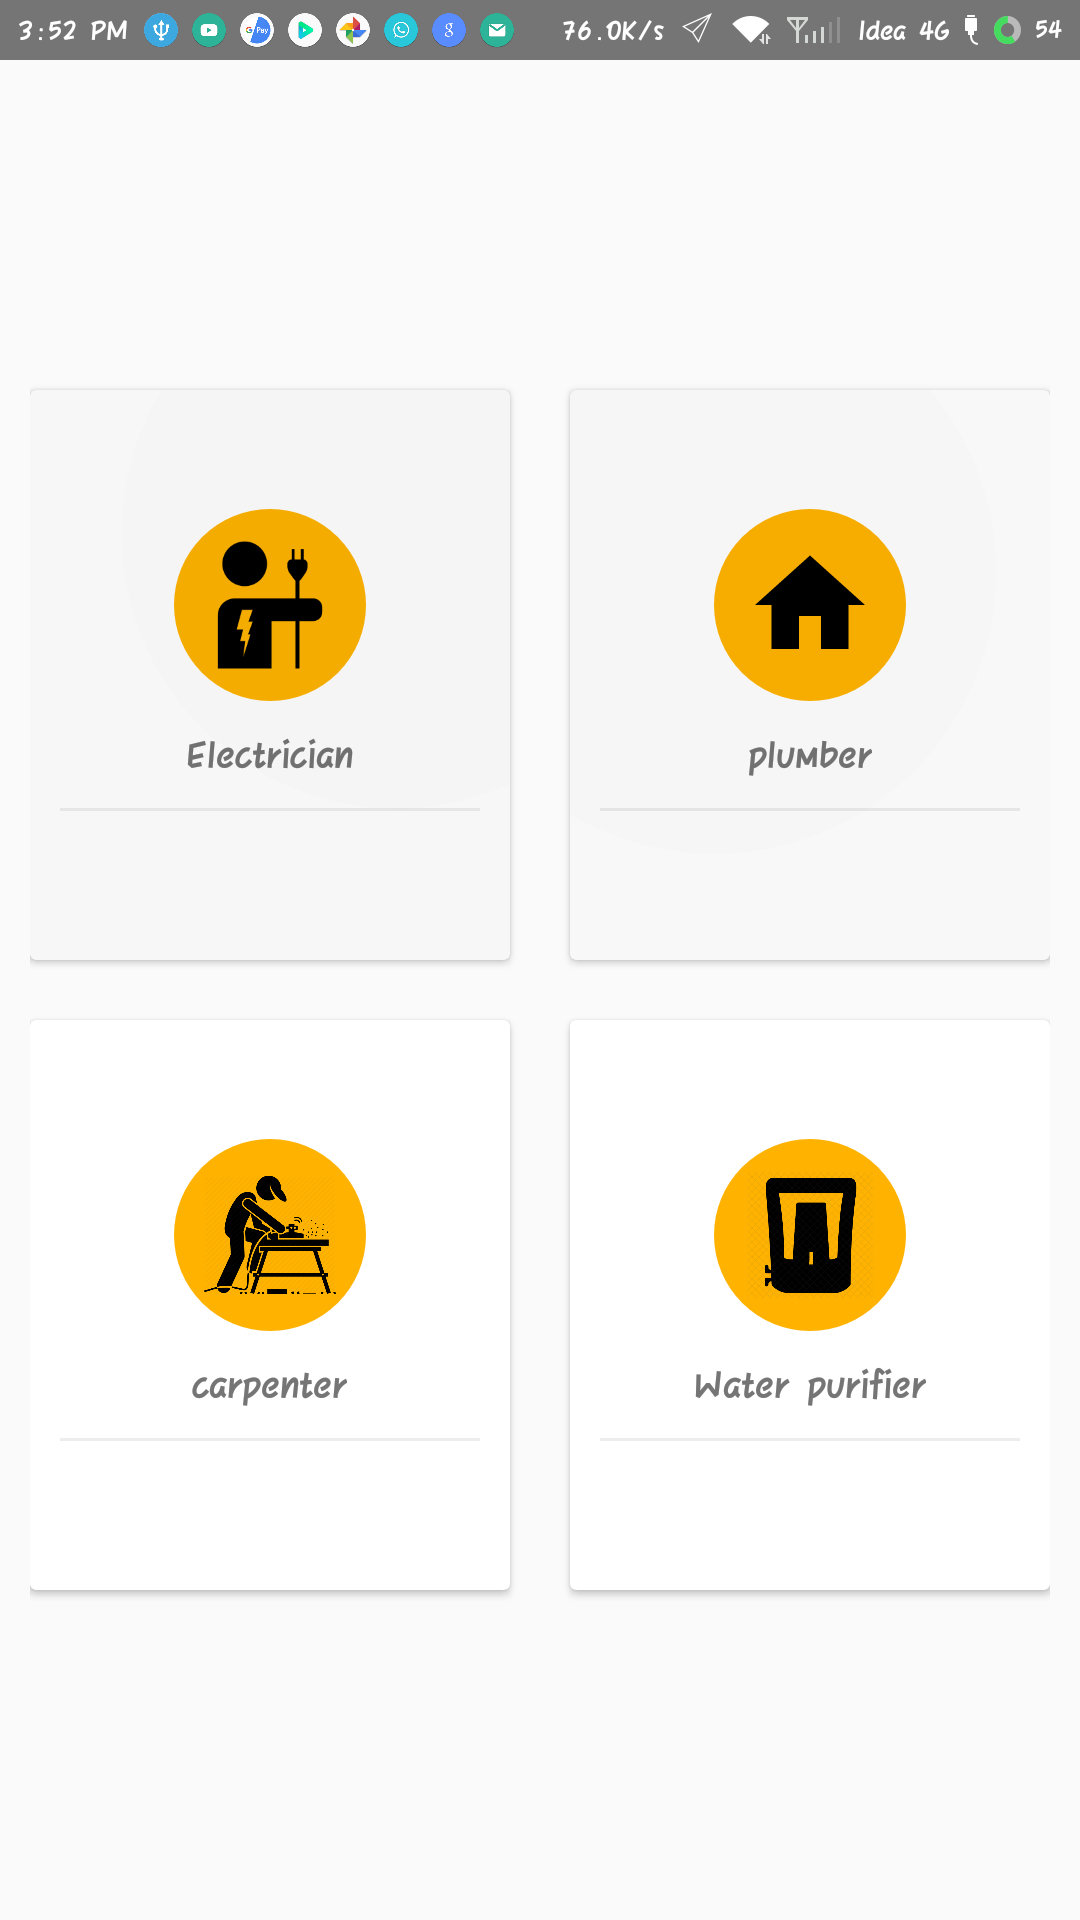 3:52 PM 76.0K/s Idea 4G 54
Electrician
plumber
carpenter
Water purifier